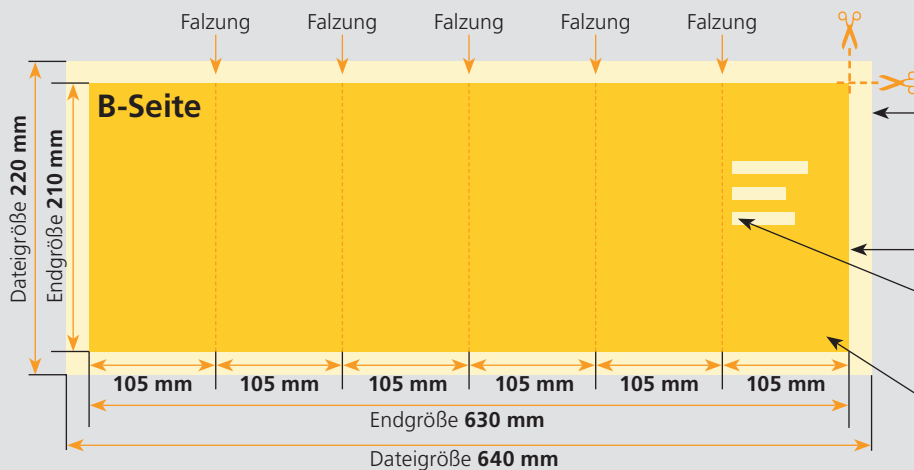 Falzung Falzung Falzung Falzung Falzung
B-Seite
Dateigröße 220 mm
Endgröße 210 mm
105 mm 105 mm 105 mm 105 mm 105 mm 105 mm
Endgröße 630 mm
Dateigröße 640 mm